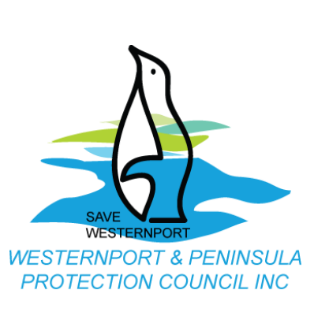 SAVE
WESTERNPORT
WESTERNPORT & PENINSULA
PROTECTION COUNCIL INC